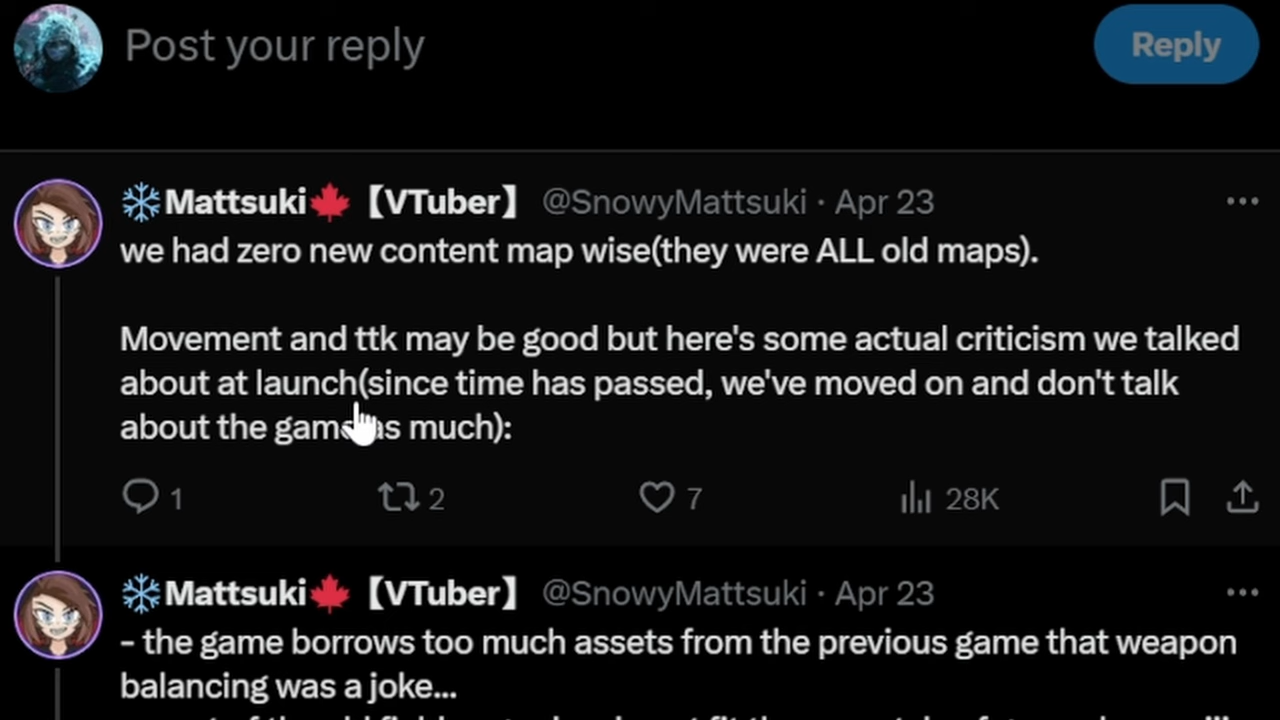 Post your reply
Reply
❄️Mattsuki🍁【VTuber】 @SnowyMattsuki · Apr 23
we had zero new content map wise(they were ALL old maps).
Movement and ttk may be good but here's some actual criticism we talked
about at launch(since time has passed, we've moved on and don't talk
about the game as much):
1 2 7 28K
❄️Mattsuki🍁【VTuber】 @SnowyMattsuki · Apr 23
- the game borrows too much assets from the previous game that weapon
balancing was a joke...